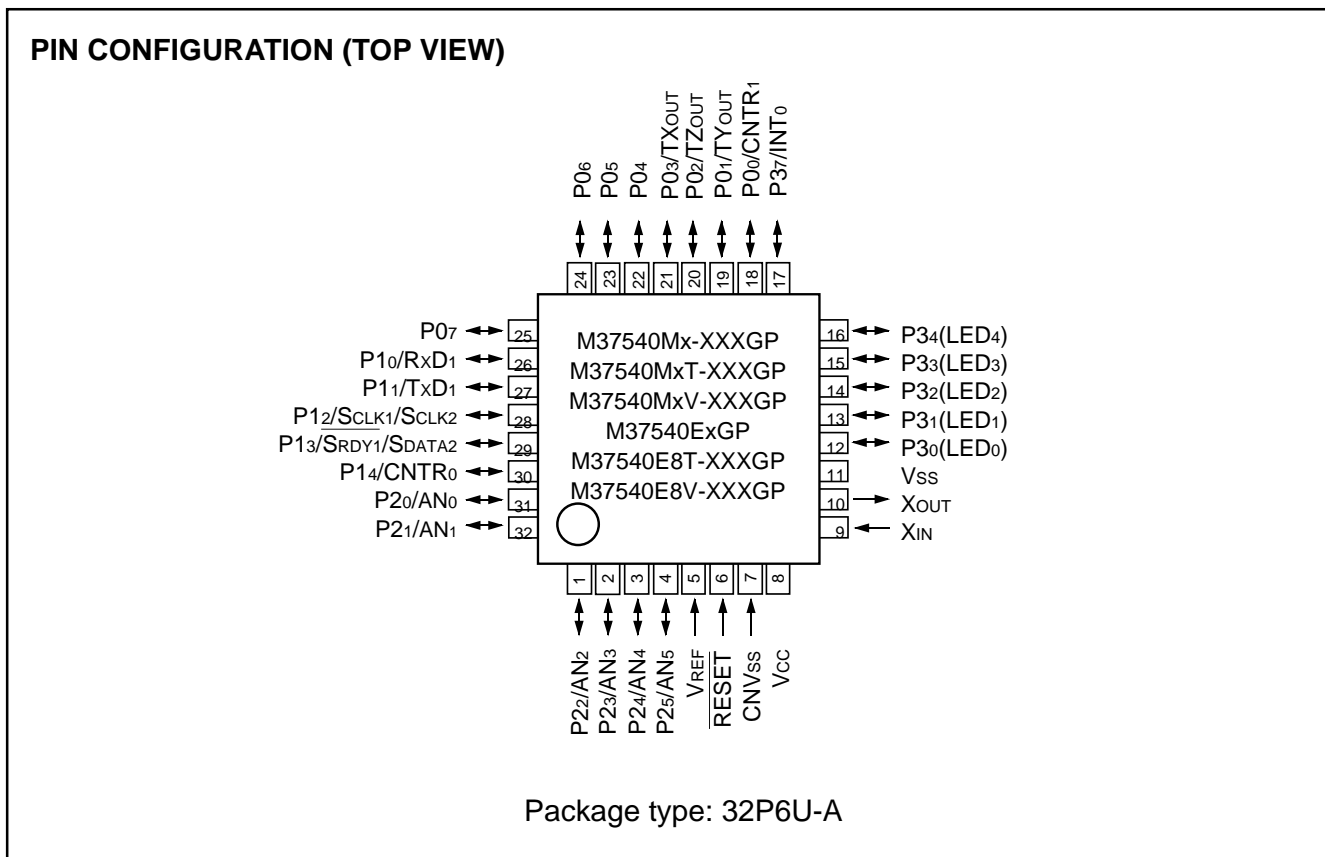 PIN CONFIGURATION (TOP VIEW)
P06
P05
P04
P03/TXOUT
P02/TZOUT
P01/TYOUT
P00/CNTR1
P37/INT0
24
23
22
21
20
19
18
17
P07
25
P10/RXD1
26
P11/TXD1
27
P12/SCLK1/SCLK2
28
P13/SRDY1/SDATA2
29
P14/CNTR0
30
P20/AN0
31
P21/AN1
32
M37540Mx-XXXGP
M37540MxT-XXXGP
M37540MxV-XXXGP
M37540ExGP
M37540E8T-XXXGP
M37540E8V-XXXGP
16
P34(LED4)
15
P33(LED3)
14
P32(LED2)
13
P31(LED1)
12
P30(LED0)
11
VSS
10
XOUT
9
XIN
1
2
3
4
5
6
7
8
P22/AN2
P23/AN3
P24/AN4
P25/AN5
VREF
RESET
CNVSS
VCC
Package type: 32P6U-A